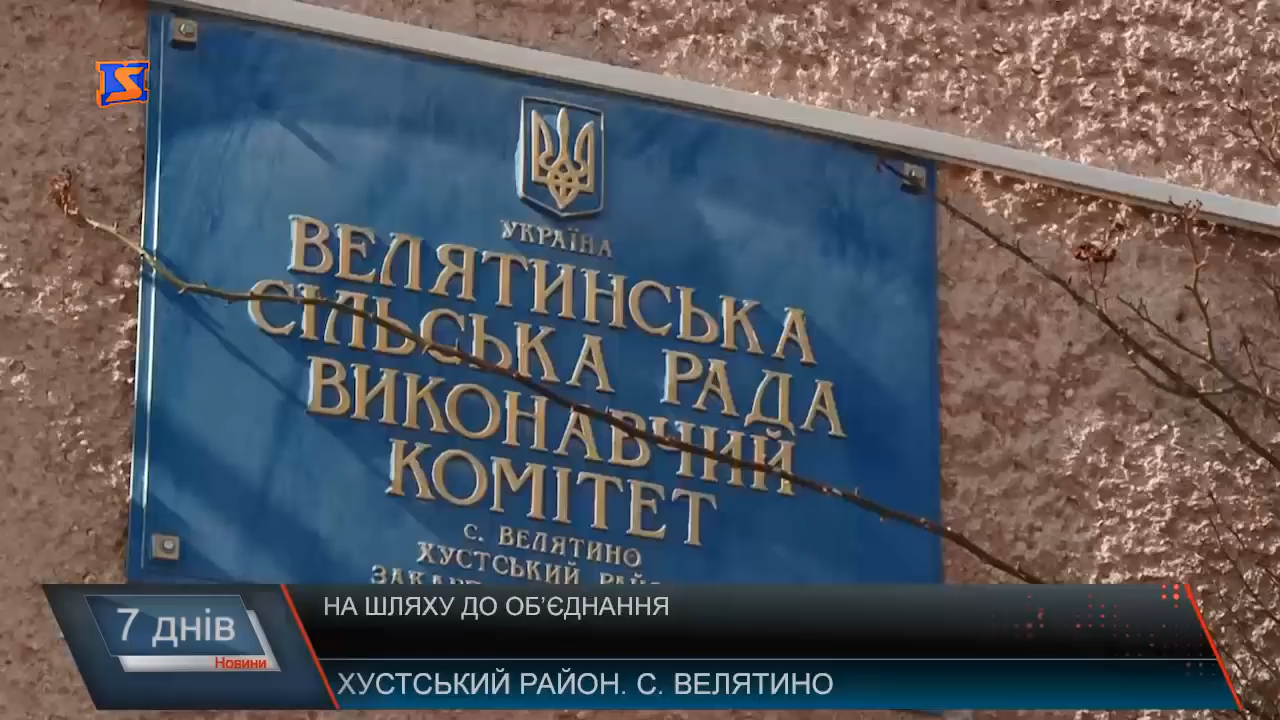 УКРАЇНА
ВЕЛЯТИНСЬКА
СІЛЬСЬКА РАДА
ВИКОНАВЧИЙ
КОМІТЕТ
С. ВЕЛЯТИНО
ХУСТСЬКИЙ
7 днів
Новини
НА ШЛЯХУ ДО ОБ’ЄДНАННЯ
ХУСТСЬКИЙ РАЙОН. С. ВЕЛЯТИНО